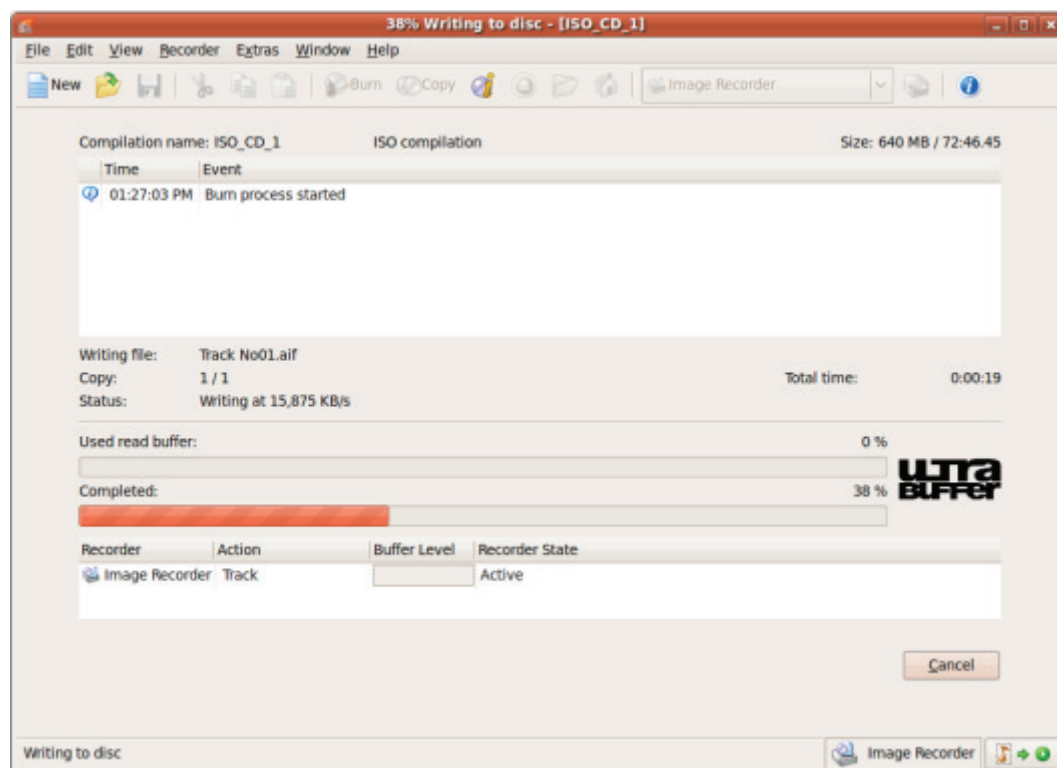 38% Writing to disc - [ISO_CD_1]
File Edit View Recorder Extras Window Help
New Burn Copy Image Recorder
Compilation name: ISO_CD_1 ISO compilation Size: 640 MB / 72:46.45
Time Event
01:27:03 PM Burn process started
Writing file: Track No01.aif
Copy: 1 / 1 Total time: 0:00:19
Status: Writing at 15,875 KB/s
Used read buffer: 0 %
ULTRA
BUFFER
Completed: 38 %
Recorder Action Buffer Level Recorder State
Image Recorder Track Active
Cancel
Writing to disc Image Recorder